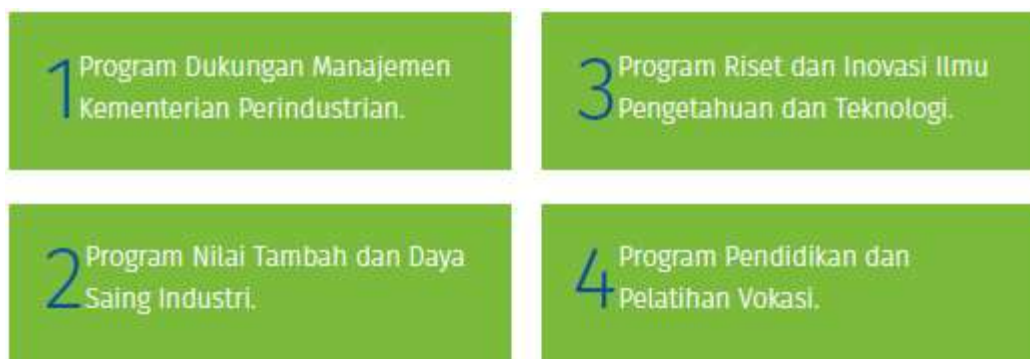 1 Program Dukungan Manajemen
Kementerian Perindustrian.
2 Program Nilai Tambah dan Daya
Saing Industri.
3 Program Riset dan Inovasi Ilmu
Pengetahuan dan Teknologi.
4 Program Pendidikan dan
Pelatihan Vokasi.